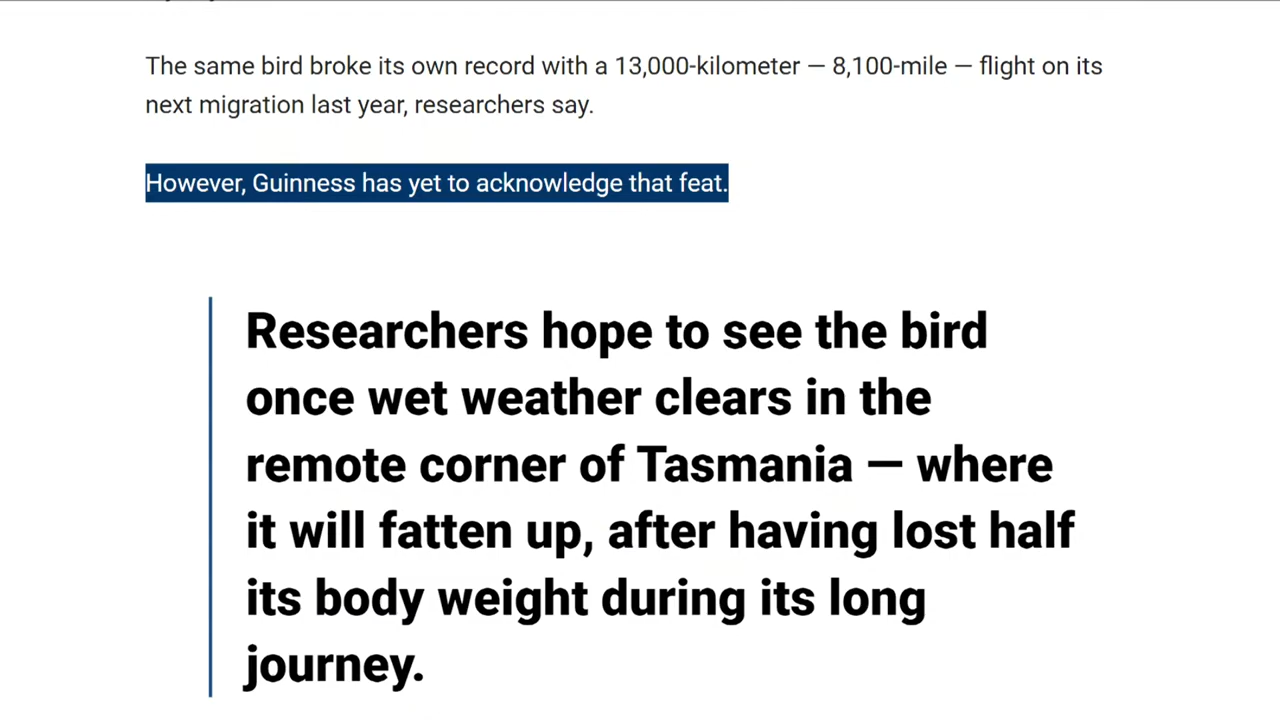 The same bird broke its own record with a 13,000-kilometer — 8,100-mile — flight on its
next migration last year, researchers say.
However, Guinness has yet to acknowledge that feat.
Researchers hope to see the bird
once wet weather clears in the
remote corner of Tasmania — where
it will fatten up, after having lost half
its body weight during its long
journey.